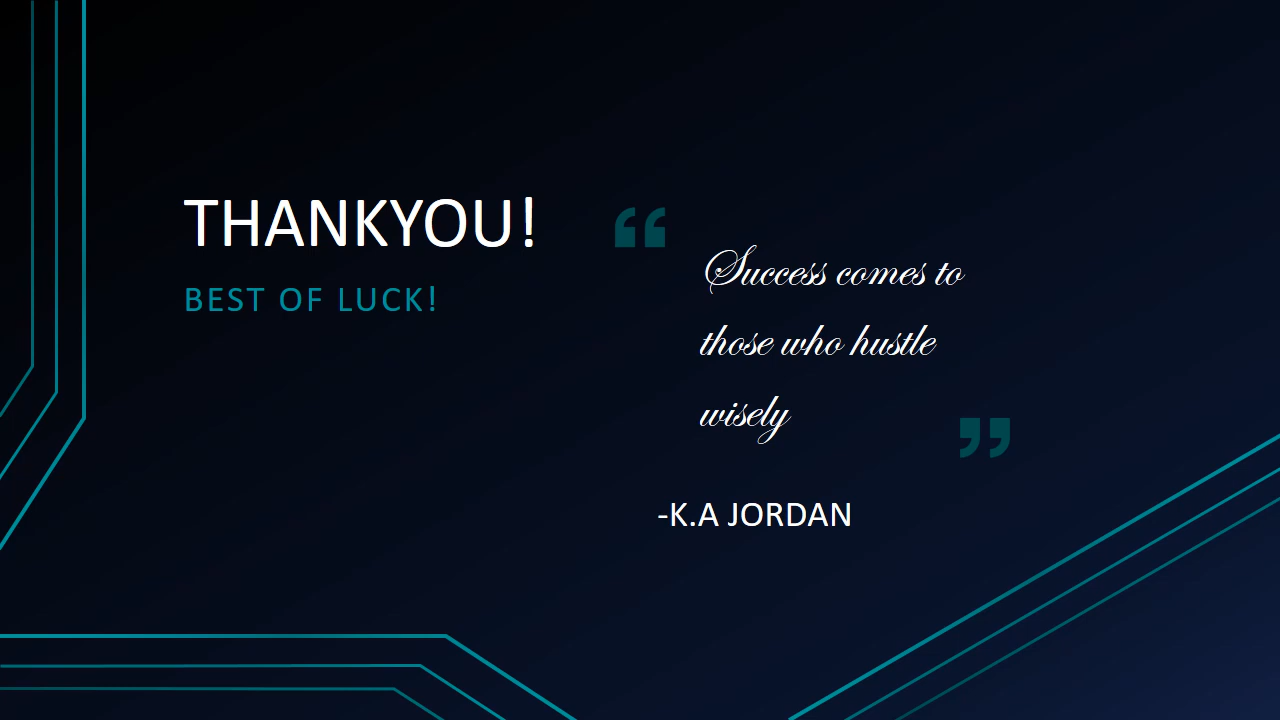 THANKYOU!
BEST OF LUCK!
“
Success comes to
those who hustle
wisely
”
-K.A JORDAN